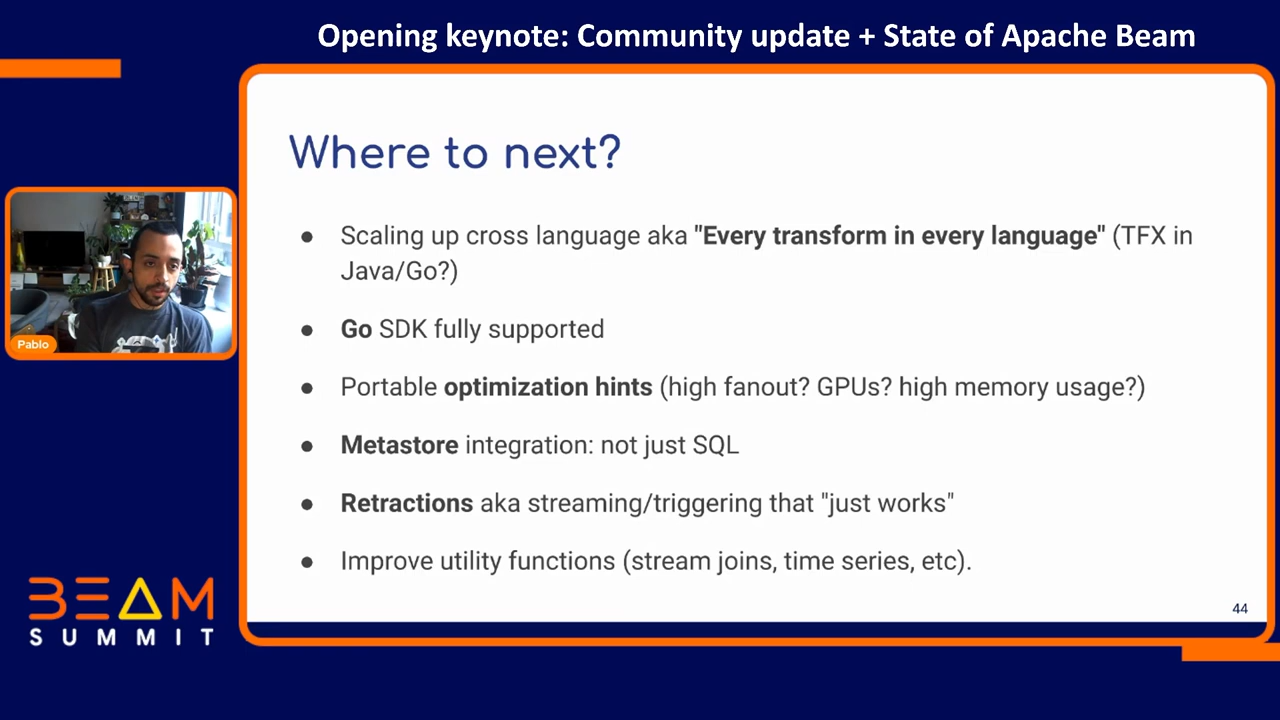 Opening keynote: Community update + State of Apache Beam
Where to next?
● Scaling up cross language aka "Every transform in every language" (TFX in
Java/Go?)
● Go SDK fully supported
● Portable optimization hints (high fanout? GPUs? high memory usage?)
● Metastore integration: not just SQL
● Retractions aka streaming/triggering that "just works"
● Improve utility functions (stream joins, time series, etc).
44
Pablo
BEAM
SUMMIT